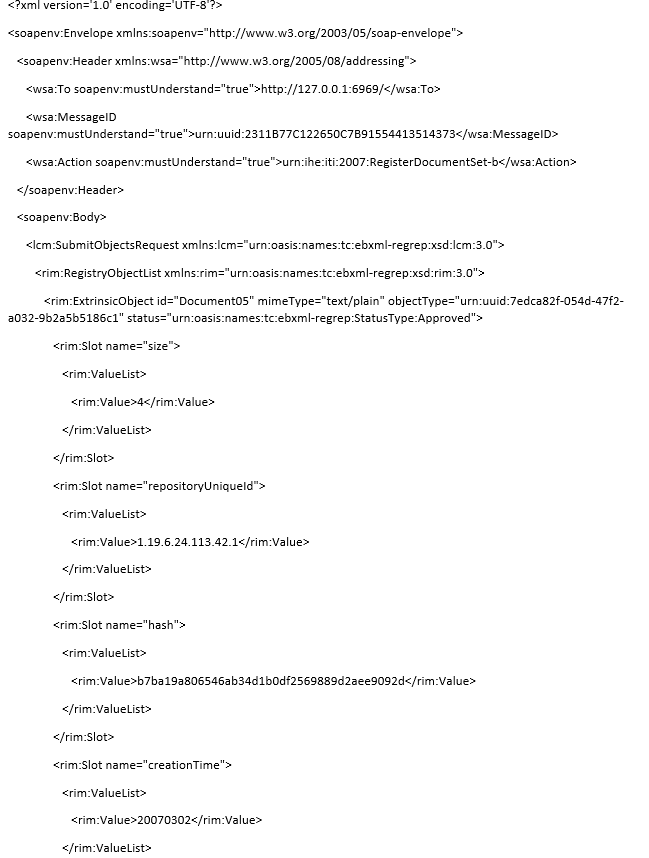 <?xml version='1.0' encoding='UTF-8'?>
<soapenv:Envelope xmlns:soapenv="http://www.w3.org/2003/05/soap-envelope">
<soapenv:Header xmlns:wsa="http://www.w3.org/2005/08/addressing">
<wsa:To soapenv:mustUnderstand="true">http://127.0.0.1:6969/</wsa:To>
<wsa:MessageID
soapenv:mustUnderstand="true">urn:uuid:2311B77C122650C7B91554413514373</wsa:MessageID>
<wsa:Action soapenv:mustUnderstand="true">urn:ihe:iti:2007:RegisterDocumentSet-b</wsa:Action>
</soapenv:Header>
<soapenv:Body>
<lcm:SubmitObjectsRequest xmlns:lcm="urn:oasis:names:tc:ebxml-regrep:xsd:lcm:3.0">
<rim:RegistryObjectList xmlns:rim="urn:oasis:names:tc:ebxml-regrep:xsd:rim:3.0">
<rim:ExtrinsicObject id="Document05" mimeType="text/plain" objectType="urn:uuid:7edca82f-054d-47f2-
a032-9b2a5b5186c1" status="urn:oasis:names:tc:ebxml-regrep:StatusType:Approved">
<rim:Slot name="size">
<rim:ValueList>
<rim:Value>4</rim:Value>
</rim:ValueList>
</rim:Slot>
<rim:Slot name="repositoryUniqueId">
<rim:ValueList>
<rim:Value>1.19.6.24.113.42.1</rim:Value>
</rim:ValueList>
</rim:Slot>
<rim:Slot name="hash">
<rim:ValueList>
<rim:Value>b7ba19a806546ab34d1b0df2569889d2aee9092d</rim:Value>
</rim:ValueList>
</rim:Slot>
<rim:Slot name="creationTime">
<rim:ValueList>
<rim:Value>20070302</rim:Value>
</rim:ValueList>